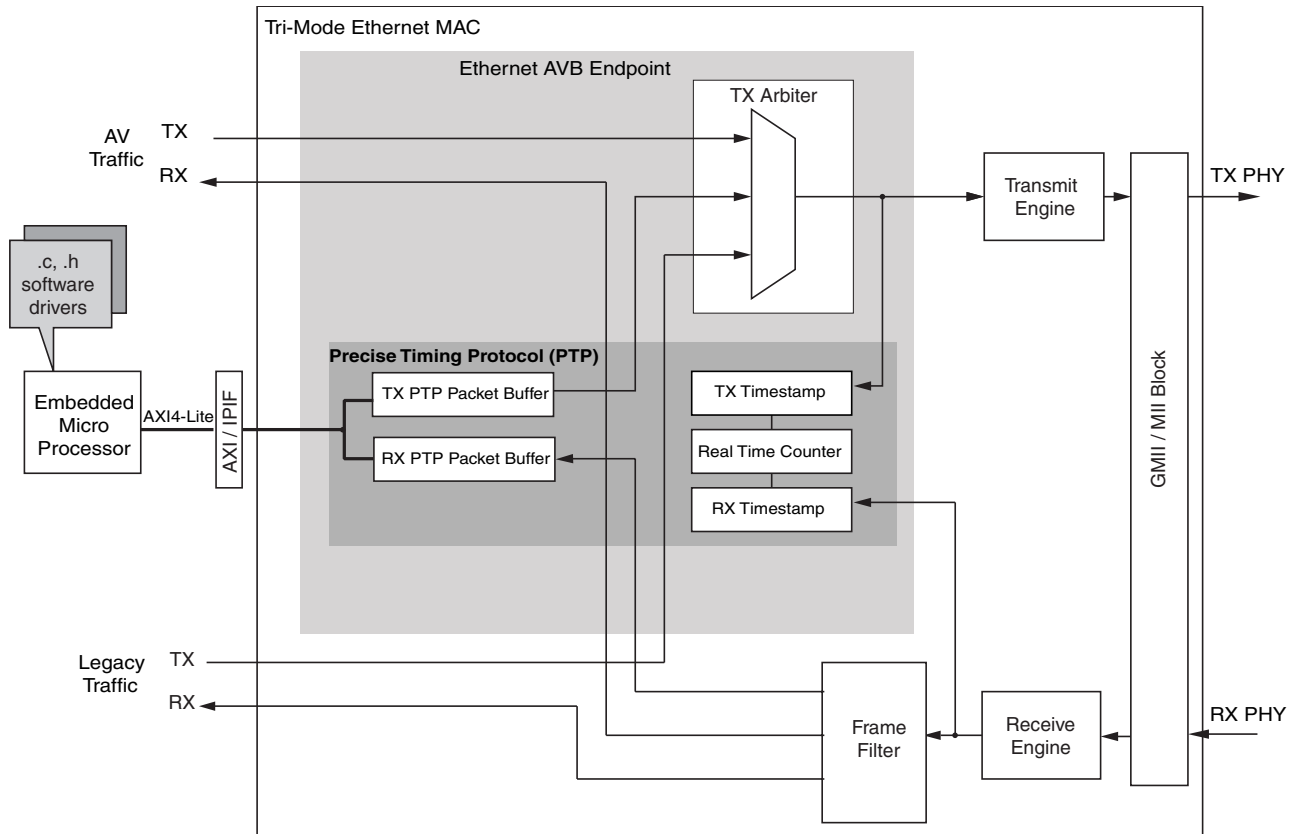 Tri-Mode Ethernet MAC
Ethernet AVB Endpoint
TX Arbiter
AV
Traffic
TX
RX
Transmit
Engine
TX PHY
.c, .h
software
drivers
Precise Timing Protocol (PTP)
TX PTP Packet Buffer
RX PTP Packet Buffer
TX Timestamp
Real Time Counter
RX Timestamp
Embedded
Micro
Processor
AXI4-Lite
AXI / IPIF
GMII / MII Block
Legacy
Traffic
TX
RX
Frame
Filter
Receive
Engine
RX PHY